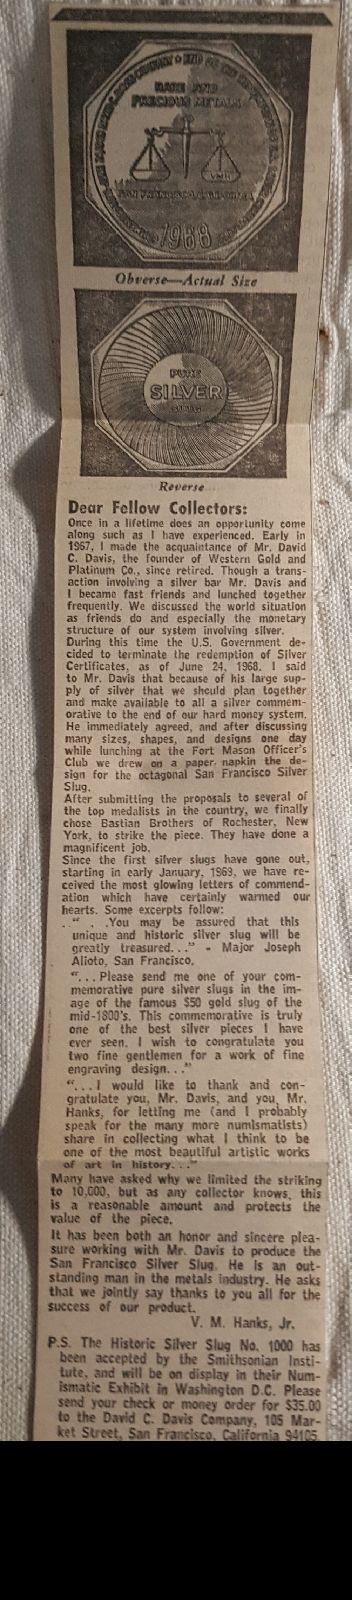 RARE AND
PRECIOUS METALS
SAN FRANCISCO, CALIFORNIA
1968
Obverse—Actual Size
PURE
SILVER
Reverse
Dear Fellow Collectors:
Once in a lifetime does an opportunity come
along such as I have experienced. Early in
1967, I made the acquaintance of Mr. David
C. Davis, the founder of Western Gold and
Platinum Co., since retired. Though a trans-
action involving a silver bar Mr. Davis and
I became fast friends and lunched together
frequently. We discussed the world situation
as friends do and especially the monetary
structure of our system involving silver.
During this time the U.S. Government de-
cided to terminate the redemption of Silver
Certificates, as of June 24, 1968. I said
to Mr. Davis that because of his large sup-
ply of silver that we should plan together
and make available to all a silver commem-
orative to the end of our hard money system.
He immediately agreed, and after discussing
many sizes, shapes, and designs one day
while lunching at the Fort Mason Officer's
Club we drew on a paper napkin the de-
sign for the octagonal San Francisco Silver
Slug.
After submitting the proposals to several of
the top medalists in the country, we finally
chose Bastian Brothers of Rochester, New
York, to strike the piece. They have done a
magnificent job.
Since the first silver slugs have gone out,
starting in early January, 1969, we have re-
ceived the most glowing letters of commend-
ation which have certainly warmed our
hearts. Some excerpts follow:
..". . .You may be assured that this
unique and historic silver slug will be
greatly treasured. . ." - Major Joseph
Alioto, San Francisco.
". . . Please send me one of your com-
memorative pure silver slugs in the im-
age of the famous $50 gold slug of the
mid-1800's. This commemorative is truly
one of the best silver pieces I have
ever seen. I wish to congratulate you
two fine gentlemen for a work of fine
engraving design. . ."
". . . I would like to thank and con-
gratulate you, Mr. Davis, and you, Mr.
Hanks, for letting me (and I probably
speak for the many more numismatists)
share in collecting what I think to be
one of the most beautiful artistic works
of art in history. . ."
Many have asked why we limited the striking
to 10,000, but as any collector knows, this
is a reasonable amount and protects the
value of the piece.
It has been both an honor and sincere plea-
sure working with Mr. Davis to produce the
San Francisco Silver Slug. He is an out-
standing man in the metals industry. He asks
that we jointly say thanks to you all for the
success of our product.
V. M. Hanks, Jr.
P.S. The Historic Silver Slug No. 1000 has
been accepted by the Smithsonian Insti-
tute, and will be on display in their Num-
ismatic Exhibit in Washington D.C. Please
send your check or money order for $35.00
to the David C. Davis Company, 105 Mar-
ket Street, San Francisco, California 94105.